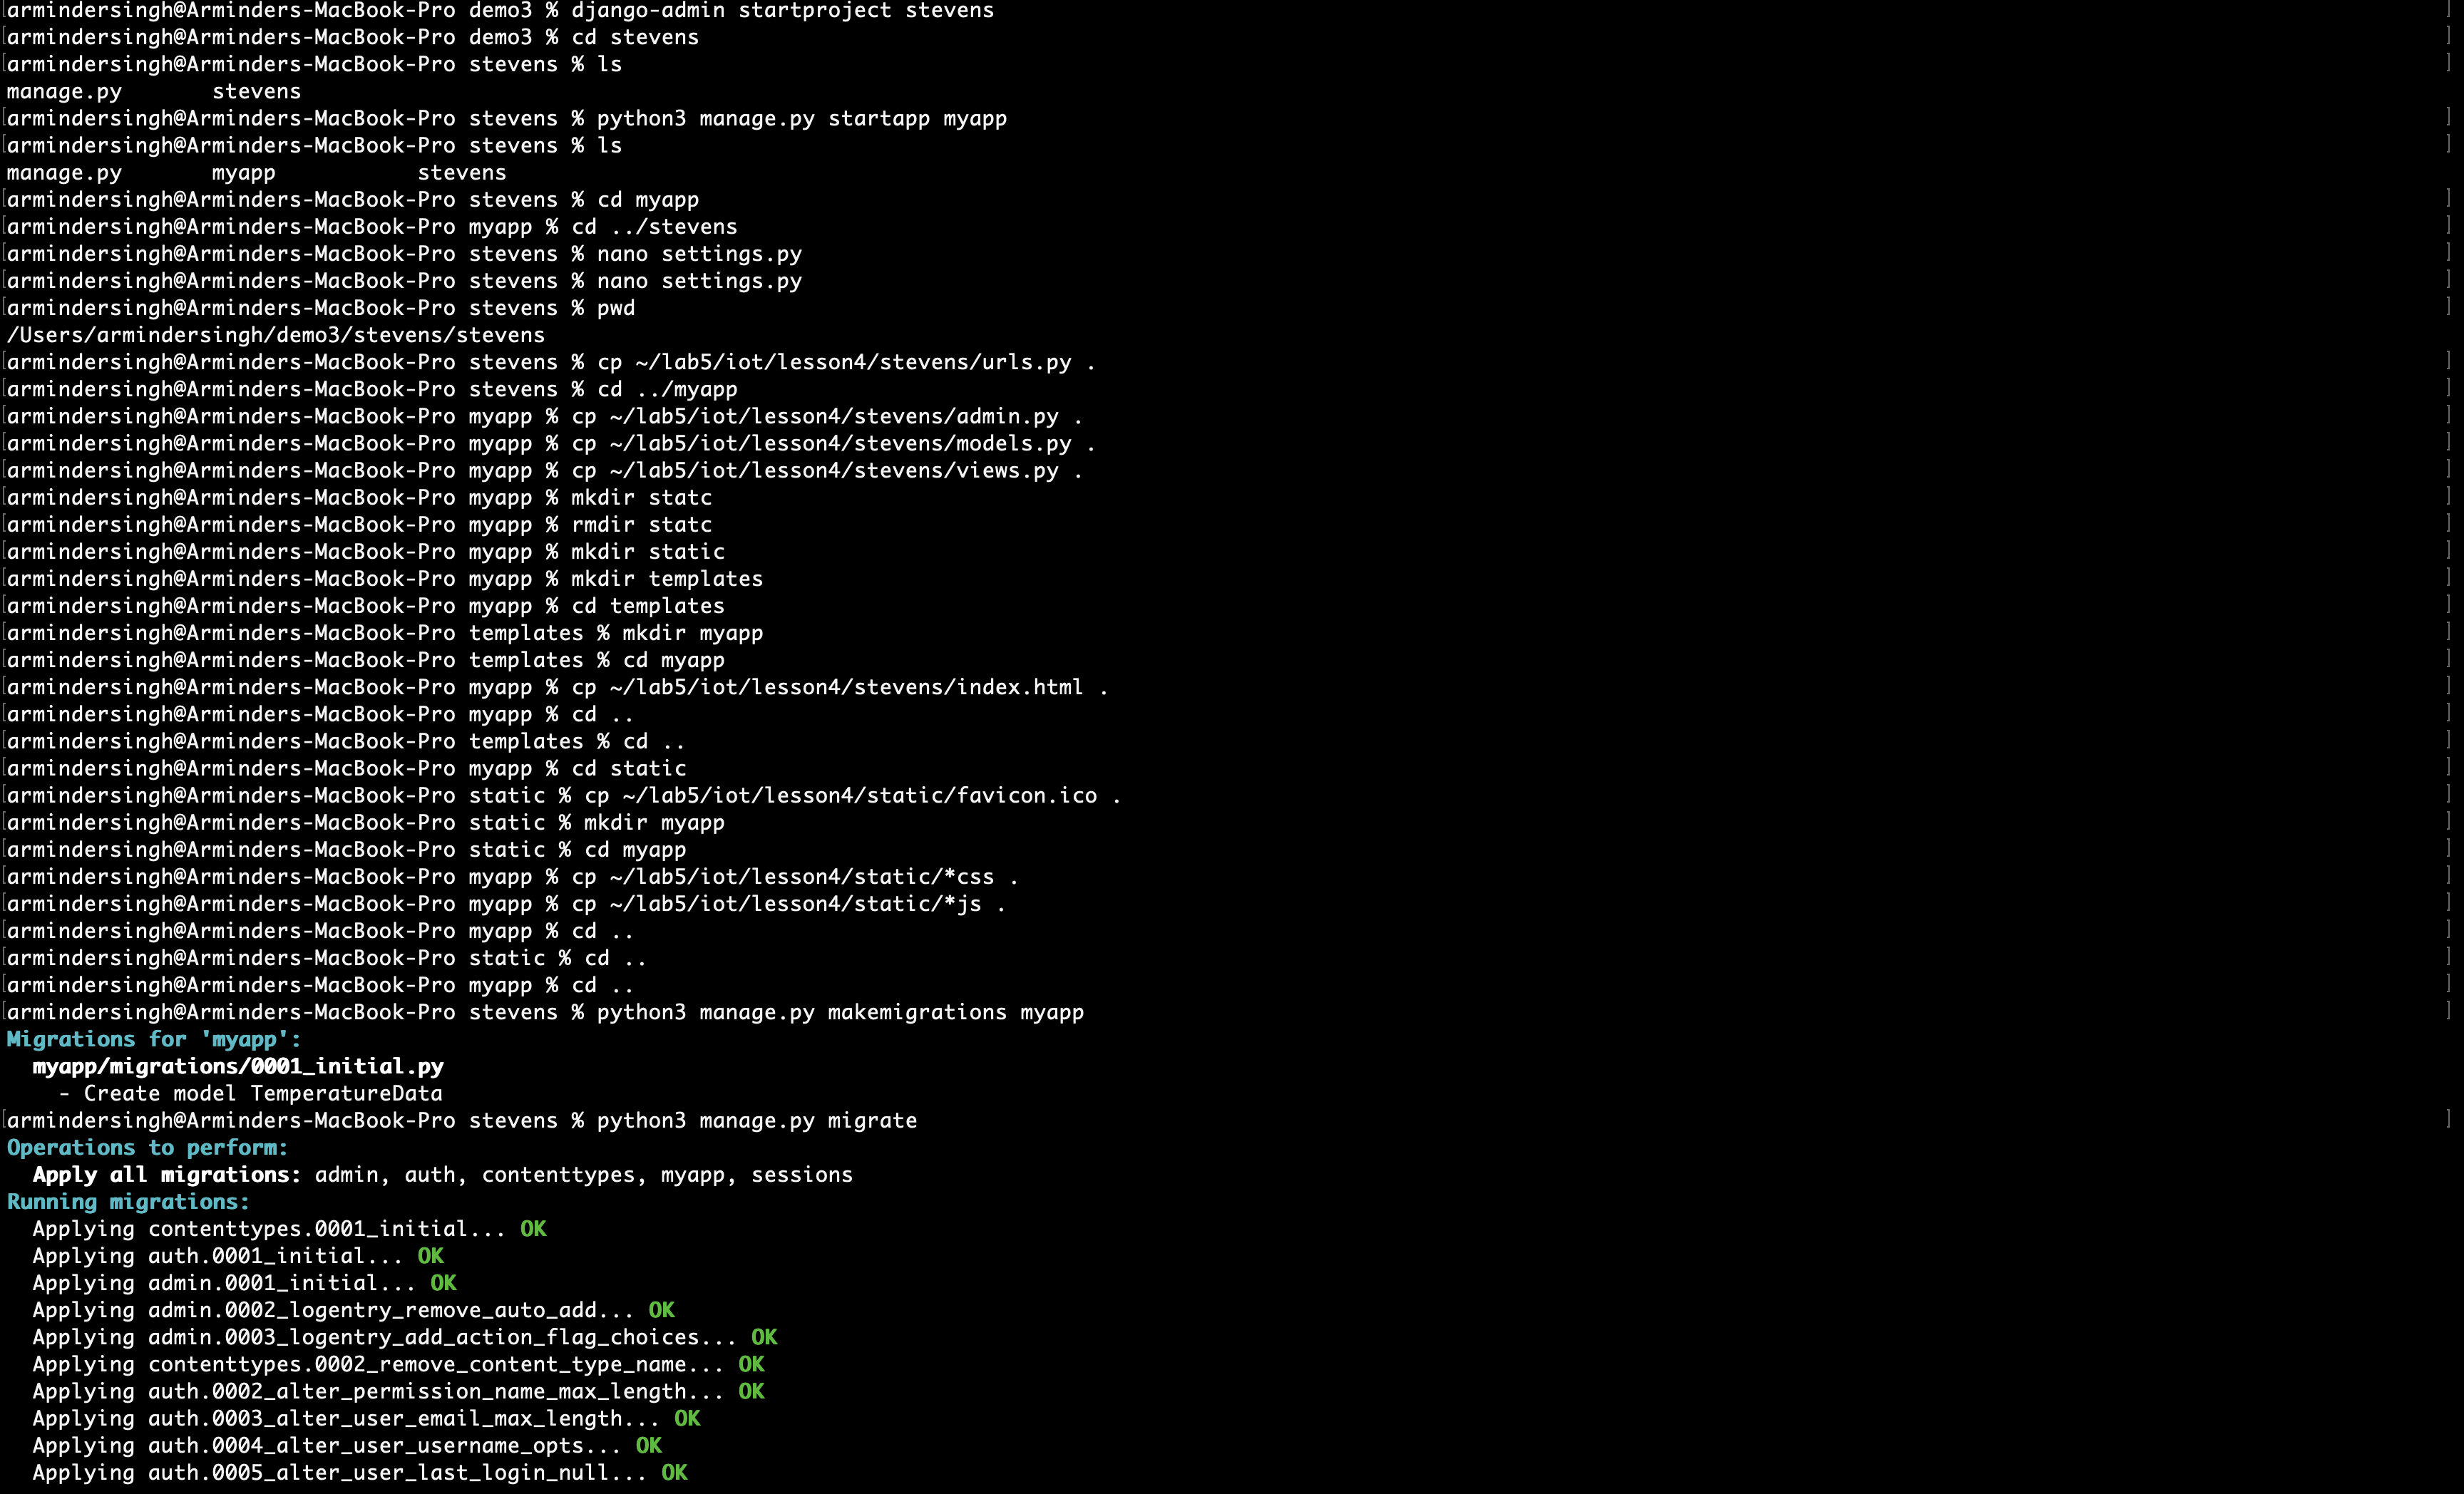 [armindersingh@Arminders-MacBook-Pro demo3 % django-admin startproject stevens ]
[armindersingh@Arminders-MacBook-Pro demo3 % cd stevens ]
[armindersingh@Arminders-MacBook-Pro stevens % ls ]
manage.py stevens
[armindersingh@Arminders-MacBook-Pro stevens % python3 manage.py startapp myapp ]
[armindersingh@Arminders-MacBook-Pro stevens % ls ]
manage.py myapp stevens
[armindersingh@Arminders-MacBook-Pro stevens % cd myapp ]
[armindersingh@Arminders-MacBook-Pro myapp % cd ../stevens ]
[armindersingh@Arminders-MacBook-Pro stevens % nano settings.py ]
[armindersingh@Arminders-MacBook-Pro stevens % nano settings.py ]
[armindersingh@Arminders-MacBook-Pro stevens % pwd ]
/Users/armindersingh/demo3/stevens/stevens
[armindersingh@Arminders-MacBook-Pro stevens % cp ~/lab5/iot/lesson4/stevens/urls.py . ]
[armindersingh@Arminders-MacBook-Pro stevens % cd ../myapp ]
[armindersingh@Arminders-MacBook-Pro myapp % cp ~/lab5/iot/lesson4/stevens/admin.py . ]
[armindersingh@Arminders-MacBook-Pro myapp % cp ~/lab5/iot/lesson4/stevens/models.py . ]
[armindersingh@Arminders-MacBook-Pro myapp % cp ~/lab5/iot/lesson4/stevens/views.py . ]
[armindersingh@Arminders-MacBook-Pro myapp % mkdir statc ]
[armindersingh@Arminders-MacBook-Pro myapp % rmdir statc ]
[armindersingh@Arminders-MacBook-Pro myapp % mkdir static ]
[armindersingh@Arminders-MacBook-Pro myapp % mkdir templates ]
[armindersingh@Arminders-MacBook-Pro myapp % cd templates ]
[armindersingh@Arminders-MacBook-Pro templates % mkdir myapp ]
[armindersingh@Arminders-MacBook-Pro templates % cd myapp ]
[armindersingh@Arminders-MacBook-Pro myapp % cp ~/lab5/iot/lesson4/stevens/index.html . ]
[armindersingh@Arminders-MacBook-Pro myapp % cd .. ]
[armindersingh@Arminders-MacBook-Pro templates % cd .. ]
[armindersingh@Arminders-MacBook-Pro myapp % cd static ]
[armindersingh@Arminders-MacBook-Pro static % cp ~/lab5/iot/lesson4/static/favicon.ico . ]
[armindersingh@Arminders-MacBook-Pro static % mkdir myapp ]
[armindersingh@Arminders-MacBook-Pro static % cd myapp ]
[armindersingh@Arminders-MacBook-Pro myapp % cp ~/lab5/iot/lesson4/static/*css . ]
[armindersingh@Arminders-MacBook-Pro myapp % cp ~/lab5/iot/lesson4/static/*js . ]
[armindersingh@Arminders-MacBook-Pro myapp % cd .. ]
[armindersingh@Arminders-MacBook-Pro static % cd .. ]
[armindersingh@Arminders-MacBook-Pro myapp % cd .. ]
[armindersingh@Arminders-MacBook-Pro stevens % python3 manage.py makemigrations myapp ]
Migrations for 'myapp':
myapp/migrations/0001_initial.py
- Create model TemperatureData
[armindersingh@Arminders-MacBook-Pro stevens % python3 manage.py migrate ]
Operations to perform:
Apply all migrations: admin, auth, contenttypes, myapp, sessions
Running migrations:
Applying contenttypes.0001_initial... OK
Applying auth.0001_initial... OK
Applying admin.0001_initial... OK
Applying admin.0002_logentry_remove_auto_add... OK
Applying admin.0003_logentry_add_action_flag_choices... OK
Applying contenttypes.0002_remove_content_type_name... OK
Applying auth.0002_alter_permission_name_max_length... OK
Applying auth.0003_alter_user_email_max_length... OK
Applying auth.0004_alter_user_username_opts... OK
Applying auth.0005_alter_user_last_login_null... OK